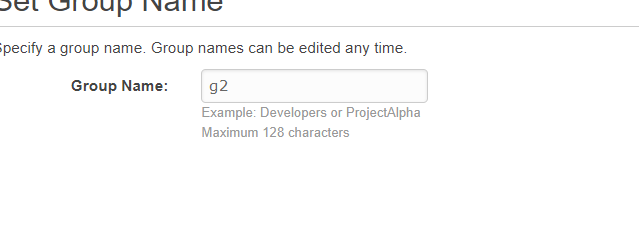 Set Group Name
Specify a group name. Group names can be edited any time.
Group Name:
g2
Example: Developers or ProjectAlpha
Maximum 128 characters